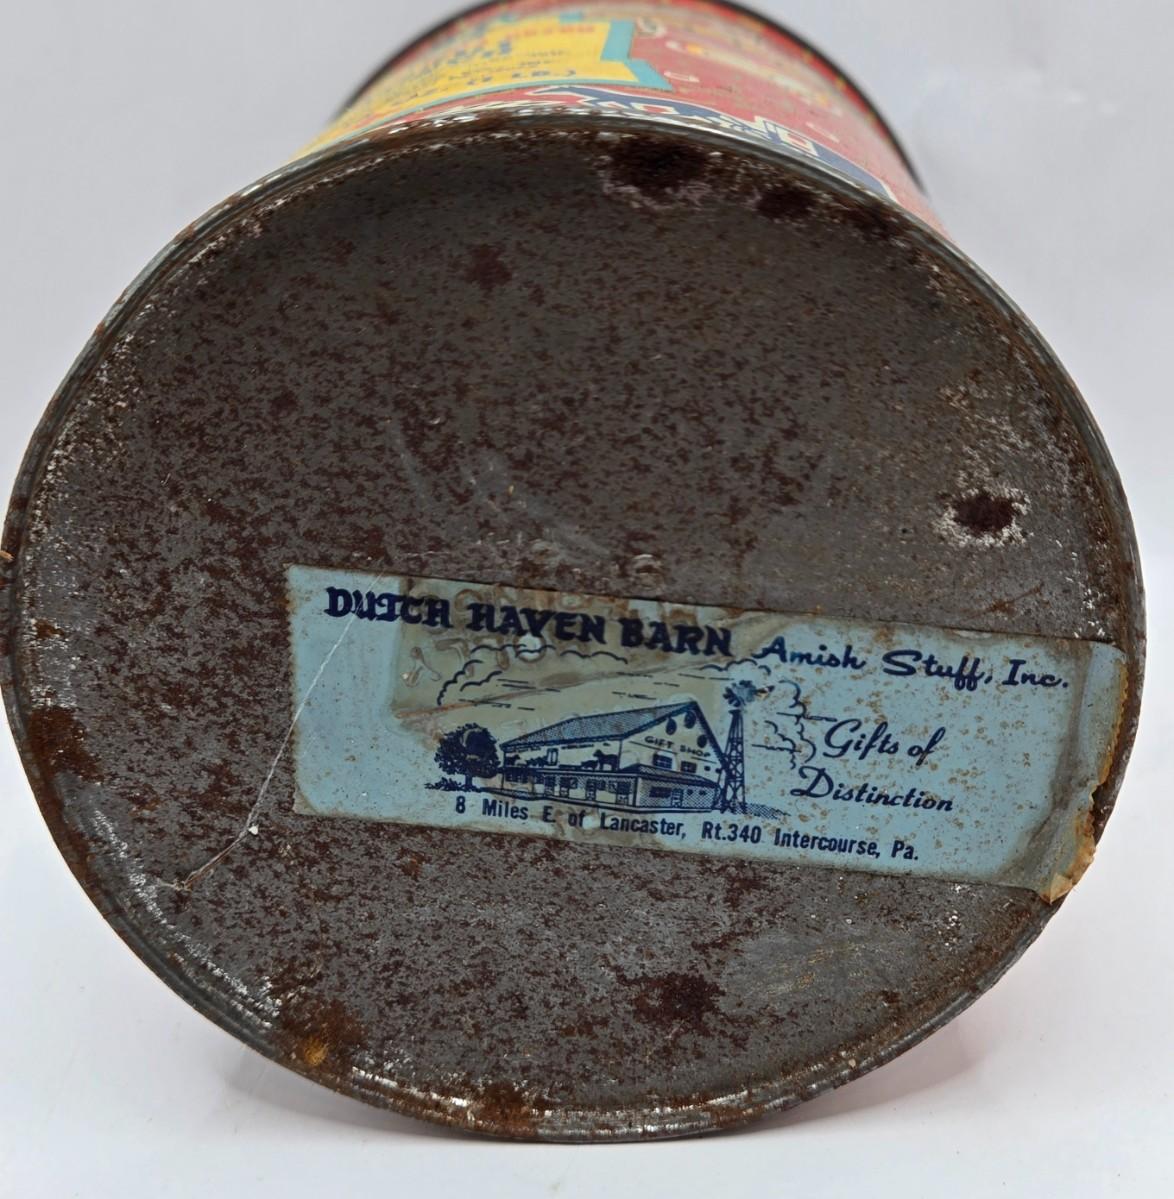 DUTCH HAVEN BARN Amish Stuff, Inc.
GIFT SHOP
Gifts of
Distinction
8 Miles E. of Lancaster, Rt.340 Intercourse, Pa.